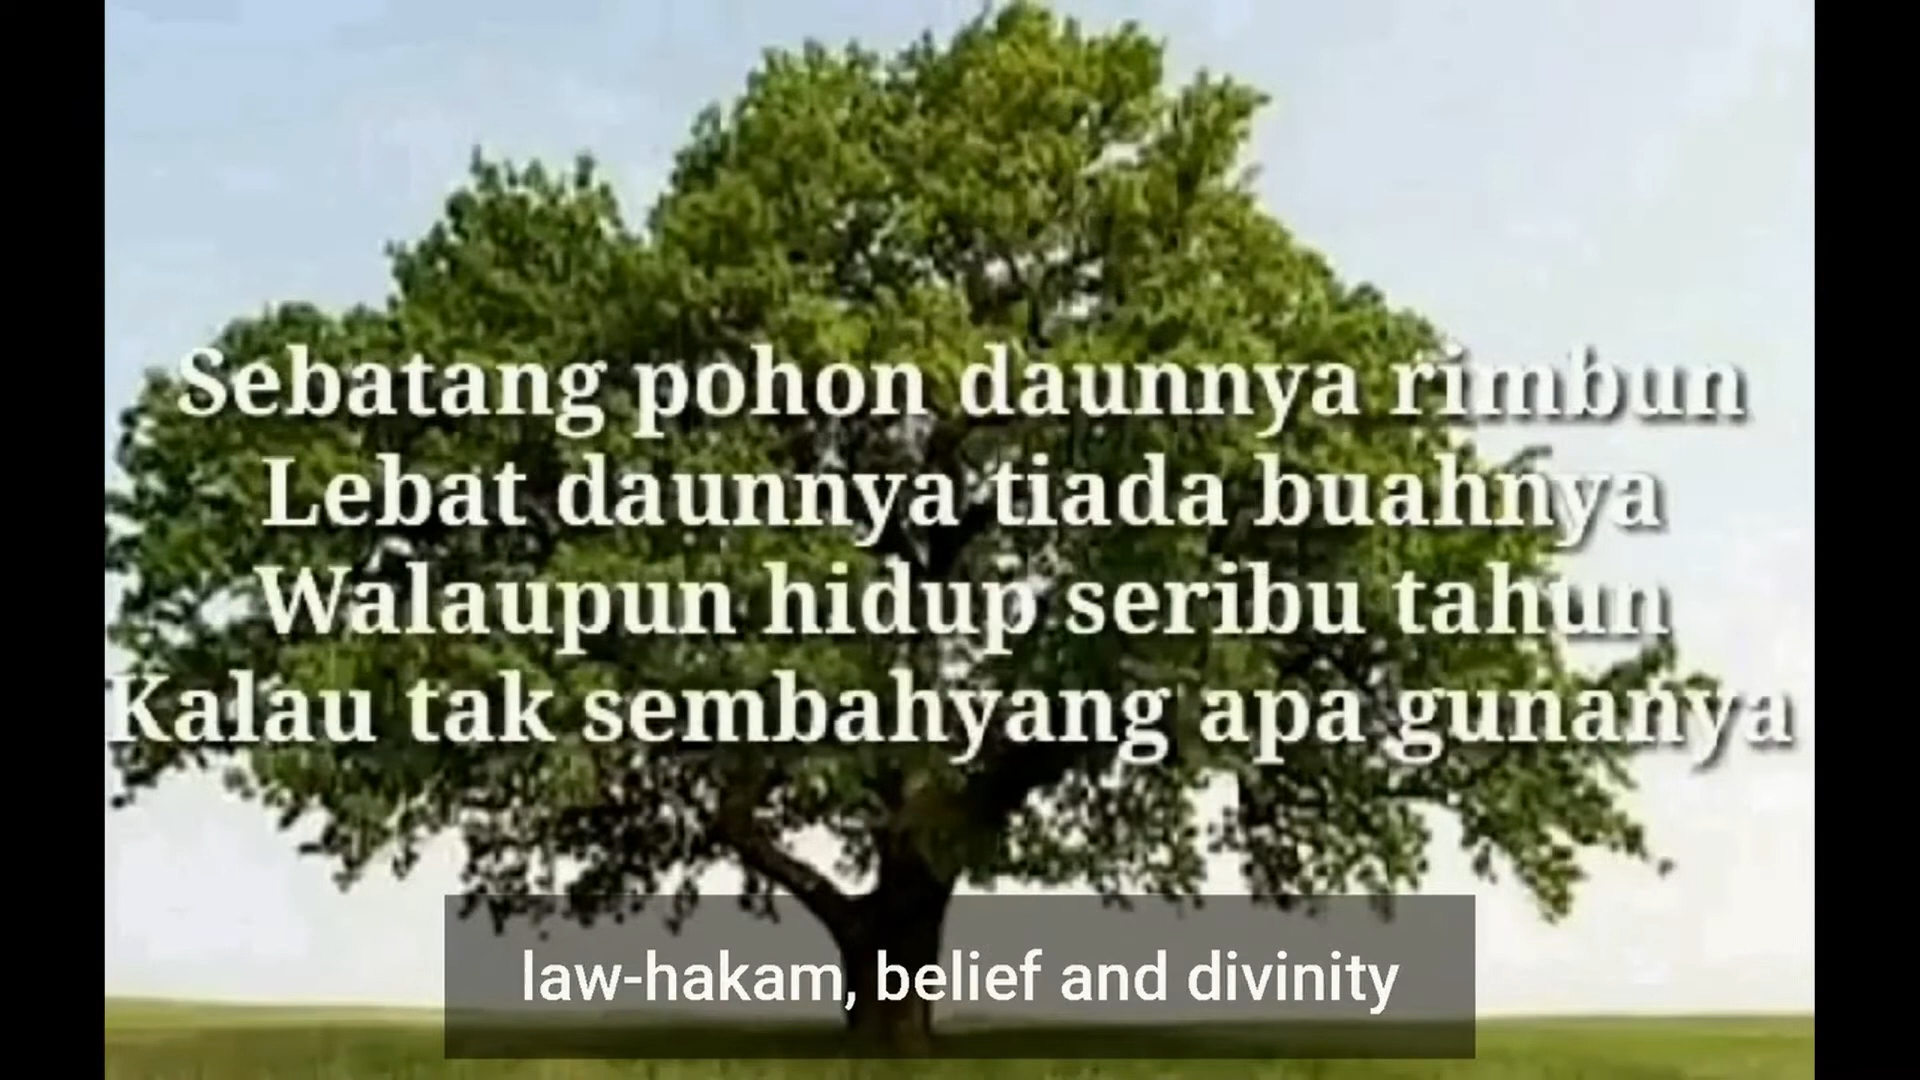 Sebatang pohon daunnya rimbun
Lebat daunnya tiada buahnya
Walaupun hidup seribu tahun
Kalau tak sembahyang apa gunanya
law-hakam, belief and divinity